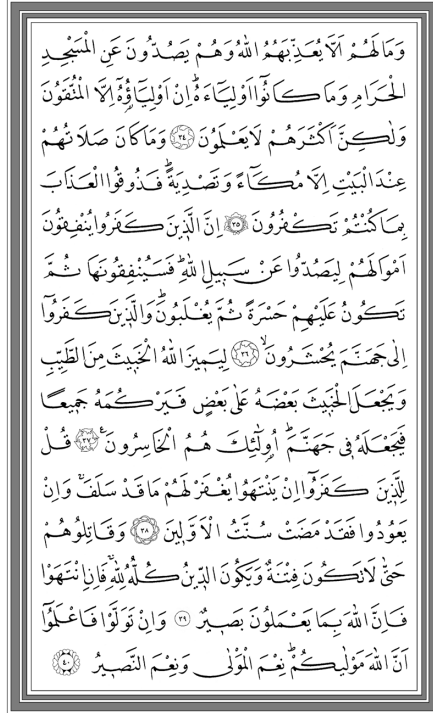 وَمَا لَهُمْ اَلَّا يُعَذِّبَهُمُ اللّٰهُ وَهُمْ يَصُدُّونَ عَنِ الْمَسْجِدِ
الْحَرَامِ وَمَا كَانُٓوا اَوْلِيَٓاءَهُۜ اِنْ اَوْلِيَٓاؤُ۬هُٓ اِلَّا الْمُتَّقُونَ
وَلٰكِنَّ اَكْثَرَهُمْ لَا يَعْلَمُونَ ﴿٣٤﴾ وَمَا كَانَ صَلَاتُهُمْ
عِنْدَ الْبَيْتِ اِلَّا مُكَٓاءً وَتَصْدِيَةًۜ فَذُوقُوا الْعَذَابَ
بِمَا كُنْتُمْ تَكْفُرُونَ ﴿٣٥﴾ اِنَّ الَّذِينَ كَفَرُوا يُنْفِقُونَ
اَمْوَالَهُمْ لِيَصُدُّوا عَنْ سَبِيلِ اللّٰهِۜ فَسَيُنْفِقُونَهَا ثُمَّ
تَكُونُ عَلَيْهِمْ حَسْرَةً ثُمَّ يُغْلَبُونَۜ وَالَّذِينَ كَفَرُٓوا
اِلٰى جَهَنَّمَ يُحْشَرُونَۙ ﴿٣٦﴾ لِيَمِيزَ اللّٰهُ الْخَبِيثَ مِنَ الطَّيِّبِ
وَيَجْعَلَ الْخَبِيثَ بَعْضَهُ عَلٰى بَعْضٍ فَيَرْكُمَهُ جَمِيعًا
فَيَجْعَلَهُ فِى جَهَنَّمَۜ اُو۬لٰٓئِكَ هُمُ الْخَاسِرُونَ۟ ﴿٣٧﴾ قُلْ
لِلَّذِينَ كَفَرُٓوا اِنْ يَنْتَهُوا يُغْفَرْ لَهُمْ مَا قَدْ سَلَفَۚ وَاِنْ
يَعُودُوا فَقَدْ مَضَتْ سُنَّتُ الْاَوَّلِينَ ﴿٣٨﴾ وَقَاتِلُوهُمْ
حَتّٰى لَا تَكُونَ فِتْنَةٌ وَيَكُونَ الدِّينُ كُلُّهُ لِلّٰهِۚ فَاِنِ انْتَهَوْا
فَاِنَّ اللّٰهَ بِمَا يَعْمَلُونَ بَصِيرٌ ﴿٣٩﴾ وَاِنْ تَوَلَّوْا فَاعْلَمُٓوا
اَنَّ اللّٰهَ مَوْلٰيكُمْۜ نِعْمَ الْمَوْلٰى وَنِعْمَ النَّصِيرُ ﴿٤٠﴾